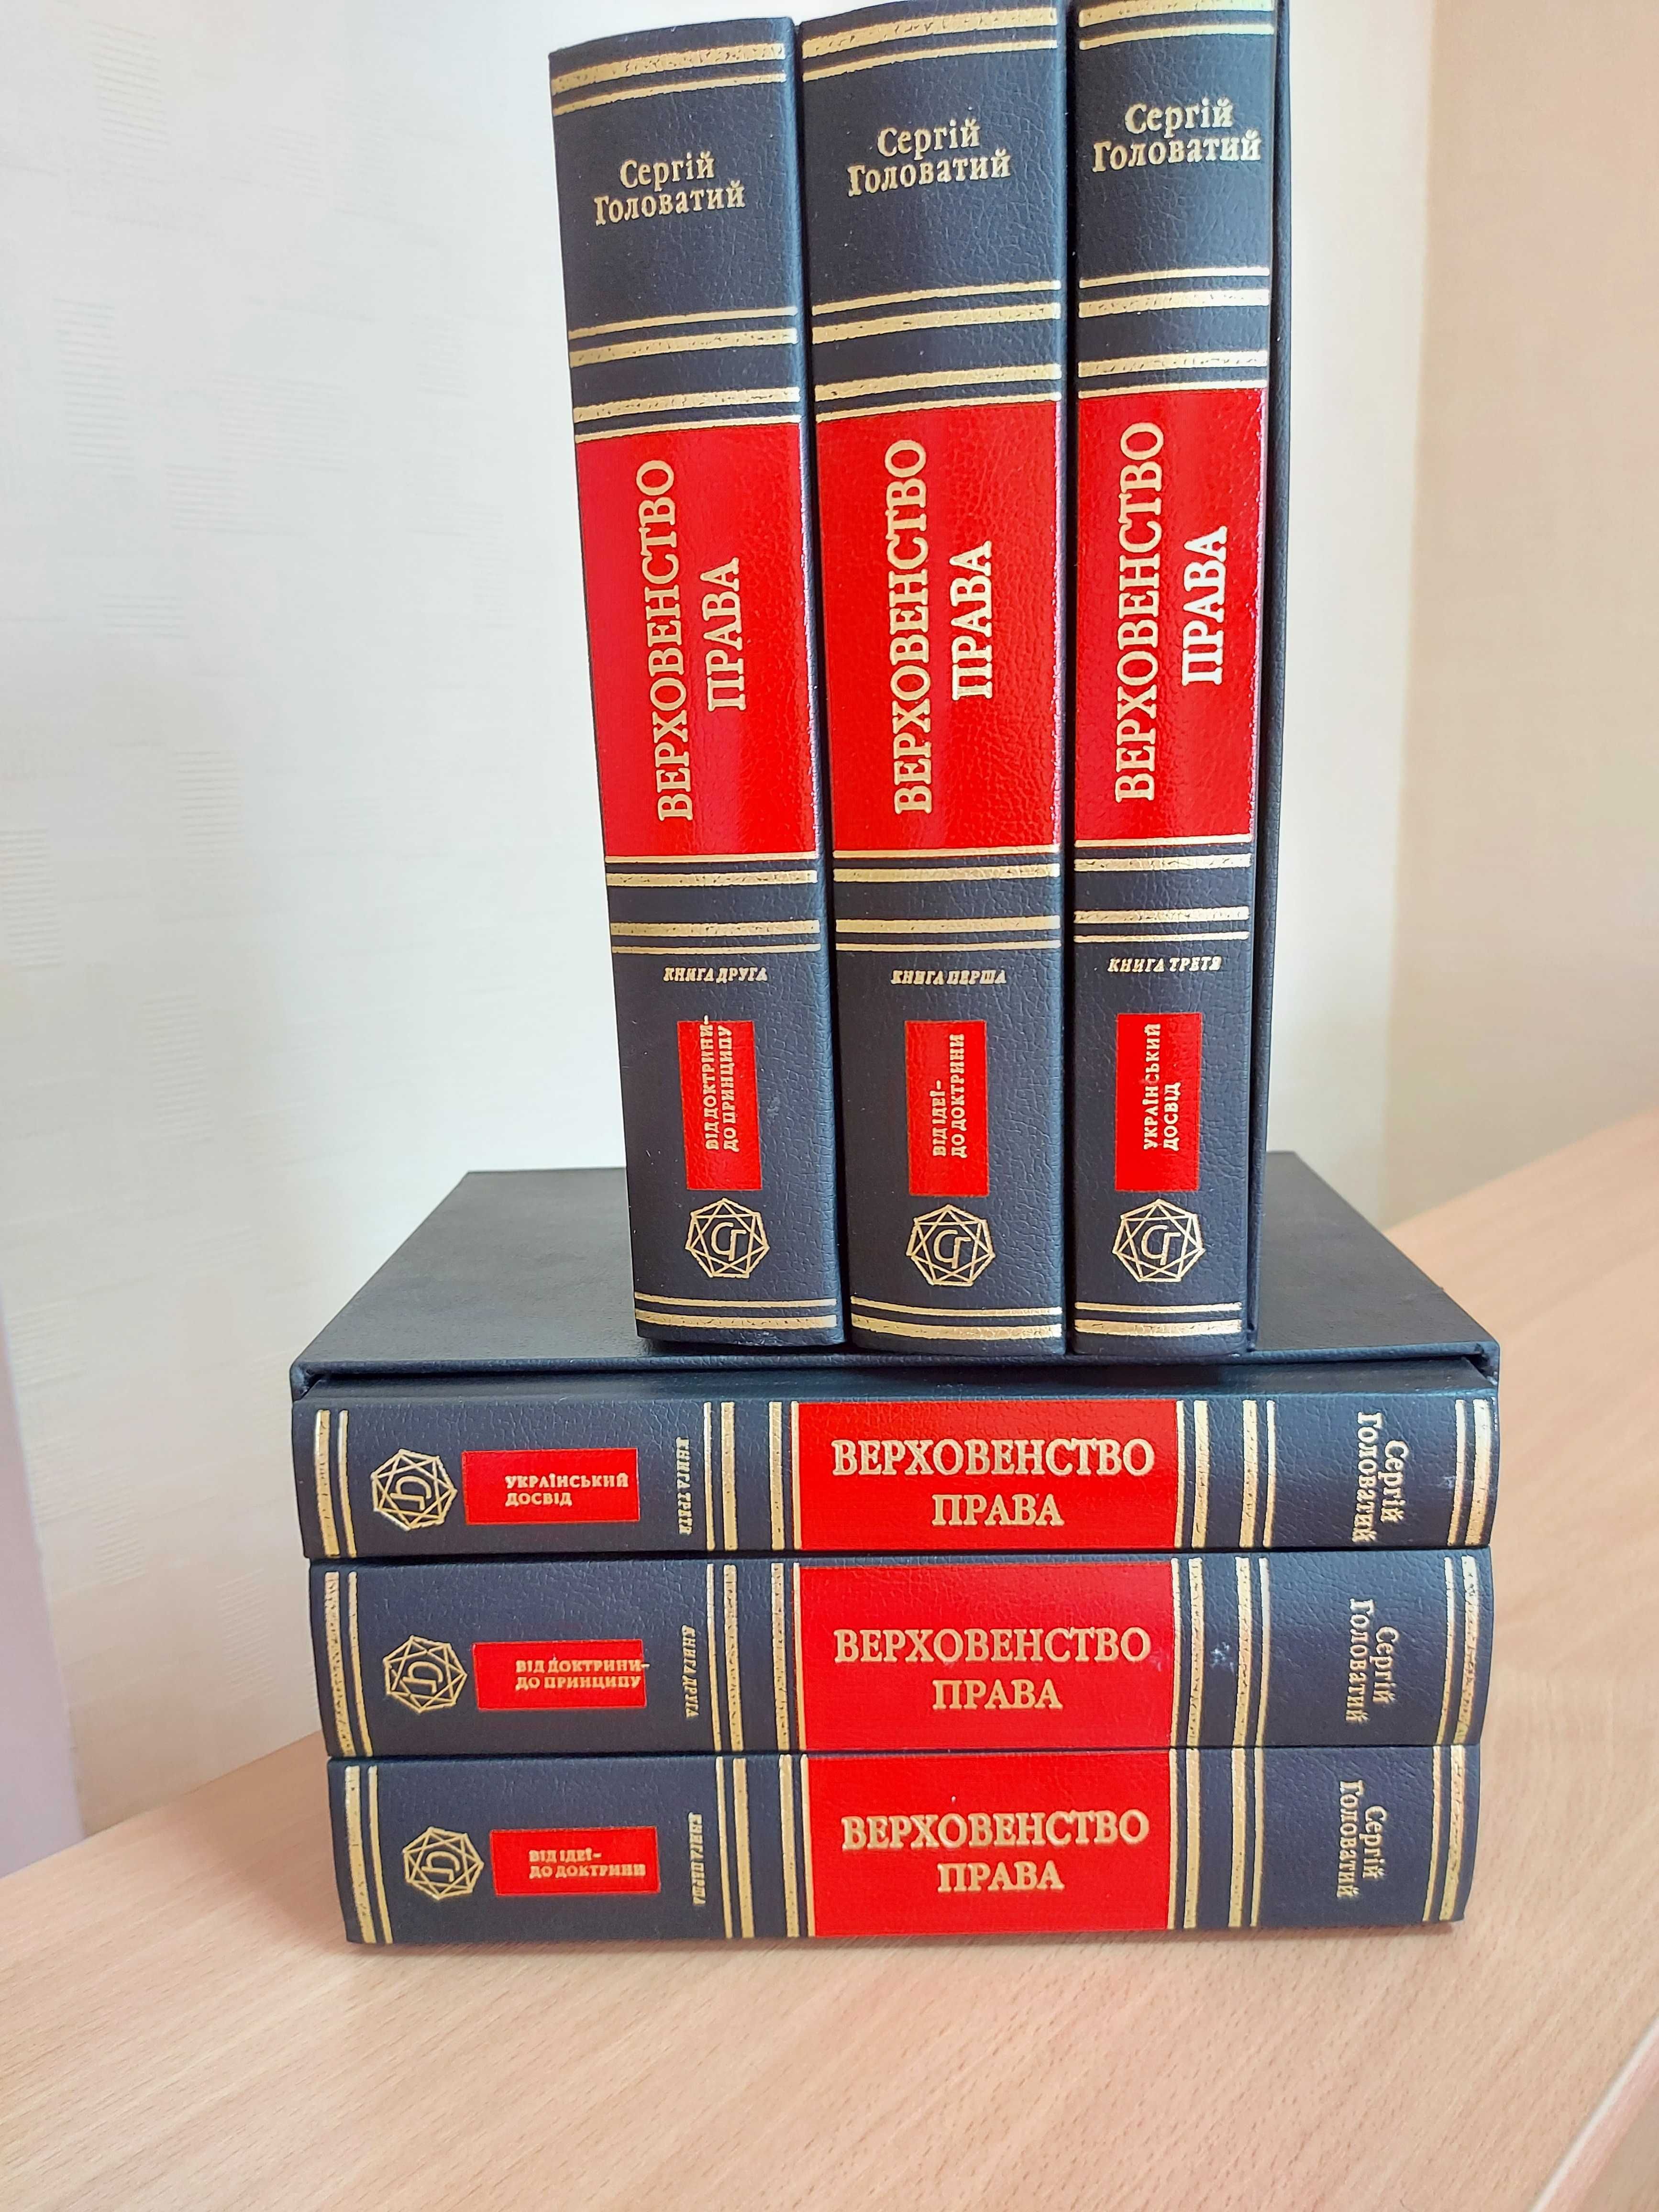 Сергій
Головатий
ВЕРХОВЕНСТВО
ПРАВА
КНИГА ДРУГА
ВІД ДОКТРИНИ–
ДО ПРИНЦИПУ
Сергій
Головатий
ВЕРХОВЕНСТВО
ПРАВА
КНИГА ПЕРША
ВІД ІДЕЇ–
ДО ДОКТРИНИ
Сергій
Головатий
ВЕРХОВЕНСТВО
ПРАВА
КНИГА ТРЕТЯ
УКРАЇНСЬКИЙ
ДОСВІД
УКРАЇНСЬКИЙ
ДОСВІД
КНИГА ТРЕТЯ
ВЕРХОВЕНСТВО
ПРАВА
Сергій
Головатий
ВІД ДОКТРИНИ–
ДО ПРИНЦИПУ
КНИГА ДРУГА
ВЕРХОВЕНСТВО
ПРАВА
Сергій
Головатий
ВІД ІДЕЇ–
ДО ДОКТРИНИ
КНИГА ПЕРША
ВЕРХОВЕНСТВО
ПРАВА
Сергій
Головатий